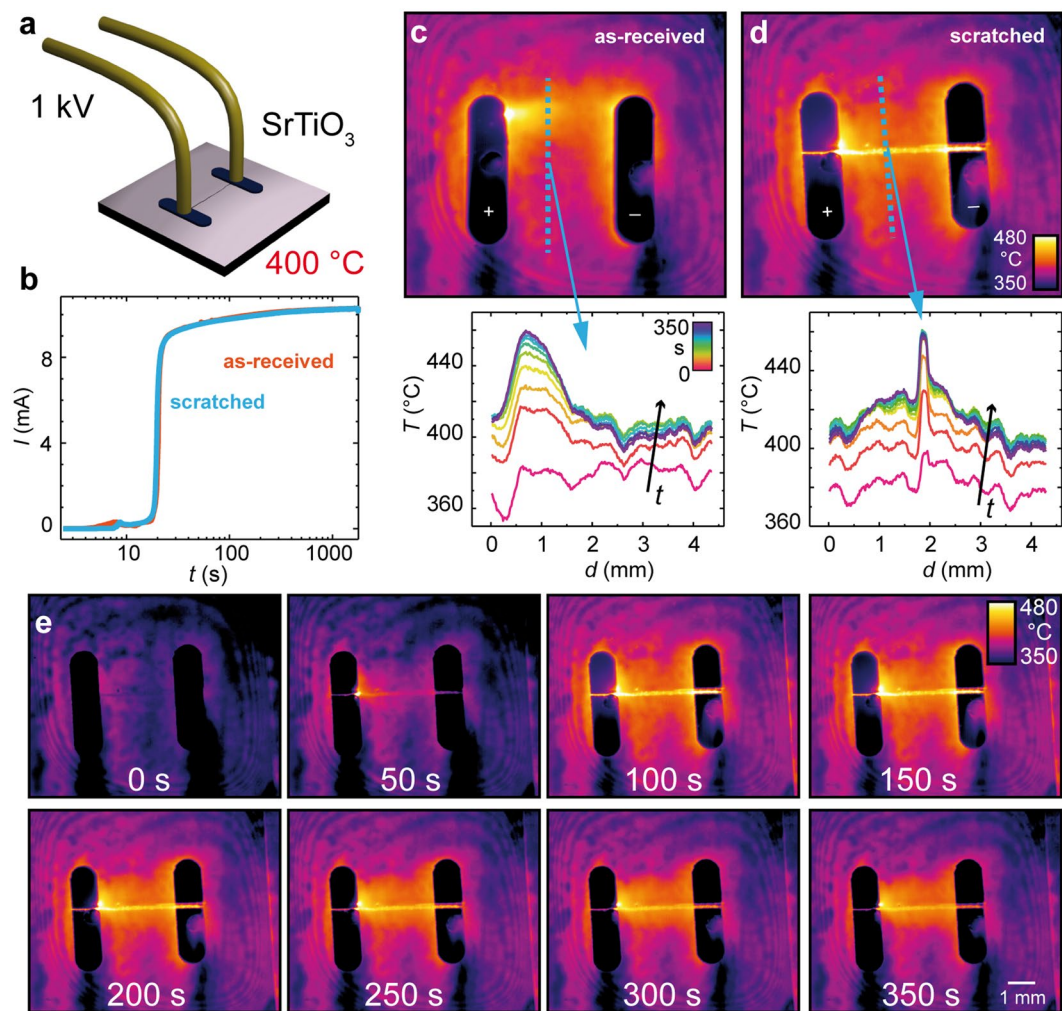 a
1 kV
SrTiO₃
400 °C
b
I (mA)
8
4
0
as-received
scratched
10
100
1000
t (s)
c
as-received
+
–
d
scratched
+
–
480
°C
350
T (°C)
440
400
360
350
s
0
t
0
1
2
3
4
d (mm)
T (°C)
440
400
360
t
0
1
2
3
4
d (mm)
e
0 s
50 s
100 s
150 s
480
°C
350
200 s
250 s
300 s
350 s
1 mm